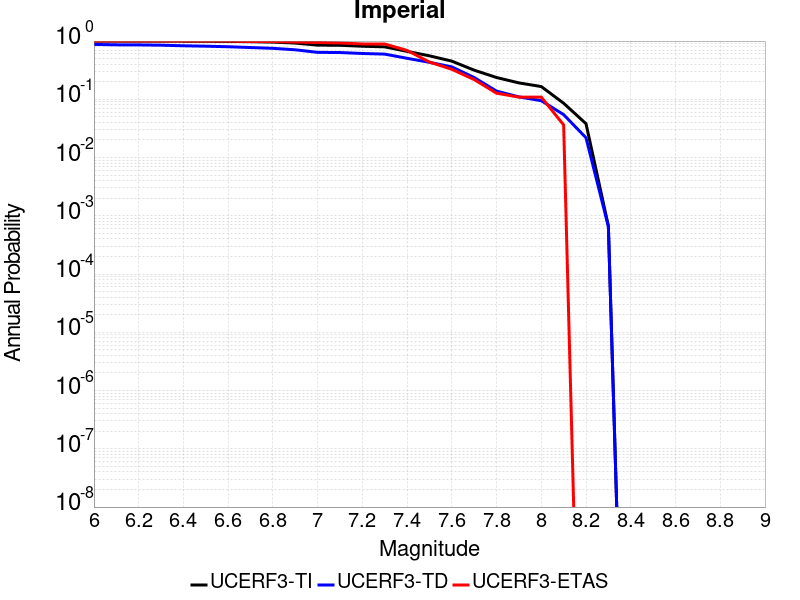 Imperial
10^0
10^-1
10^-2
10^-3
10^-4
10^-5
10^-6
10^-7
10^-8
Annual Probability
6 6.2 6.4 6.6 6.8 7 7.2 7.4 7.6 7.8 8 8.2 8.4 8.6 8.8 9
Magnitude
UCERF3-TI UCERF3-TD UCERF3-ETAS